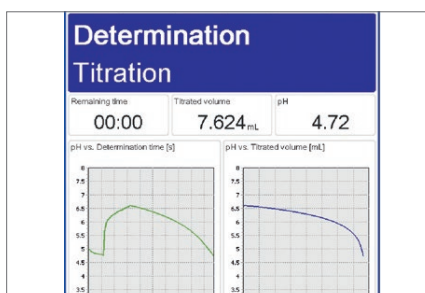 Determination
Titration
Remaining time
Titrated volume
pH
00:00
7.624 mL
4.72
pH vs. Determination time [s]
pH vs. Titrated volume [mL]
8
7.5
7
6.5
6
5.5
5
4.5
4
3.5
8
7.5
7
6.5
6
5.5
5
4.5
4
3.5